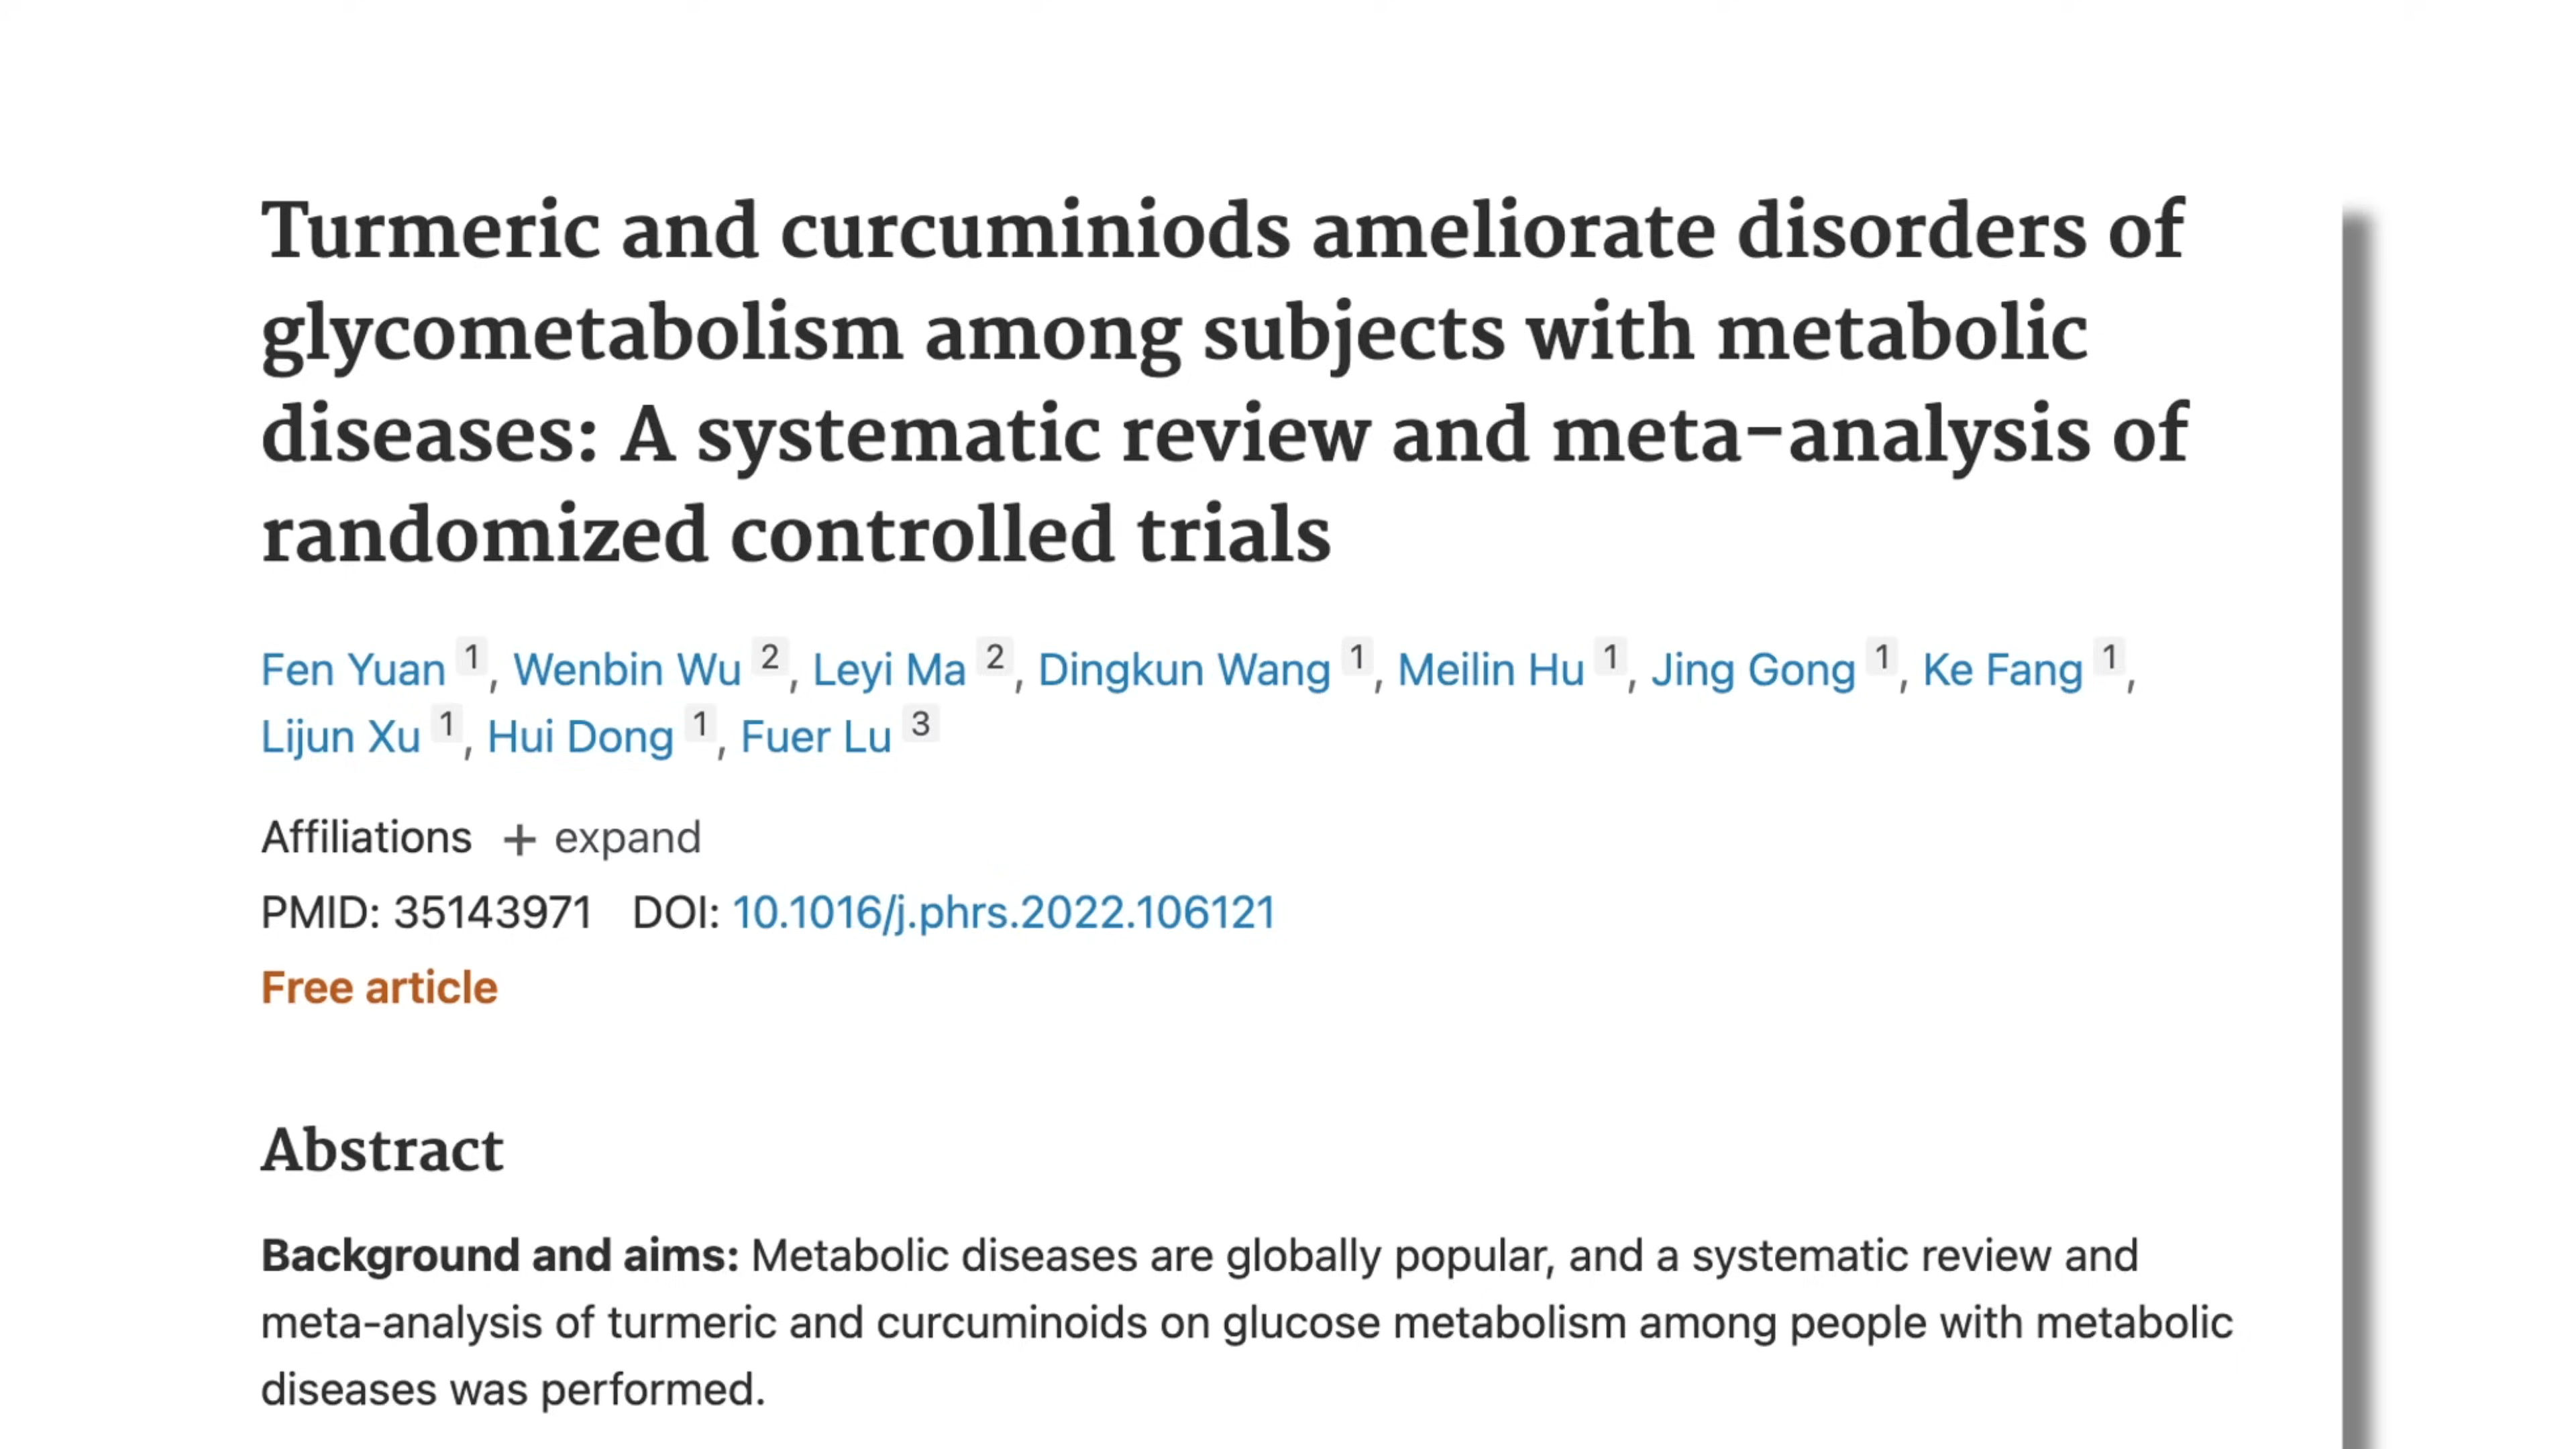 Turmeric and curcuminiods ameliorate disorders of
glycometabolism among subjects with metabolic
diseases: A systematic review and meta-analysis of
randomized controlled trials
Fen Yuan 1, Wenbin Wu 2, Leyi Ma 2, Dingkun Wang 1, Meilin Hu 1, Jing Gong 1, Ke Fang 1,
Lijun Xu 1, Hui Dong 1, Fuer Lu 3
Affiliations + expand
PMID: 35143971 DOI: 10.1016/j.phrs.2022.106121
Free article
Abstract
Background and aims: Metabolic diseases are globally popular, and a systematic review and
meta-analysis of turmeric and curcuminoids on glucose metabolism among people with metabolic
diseases was performed.